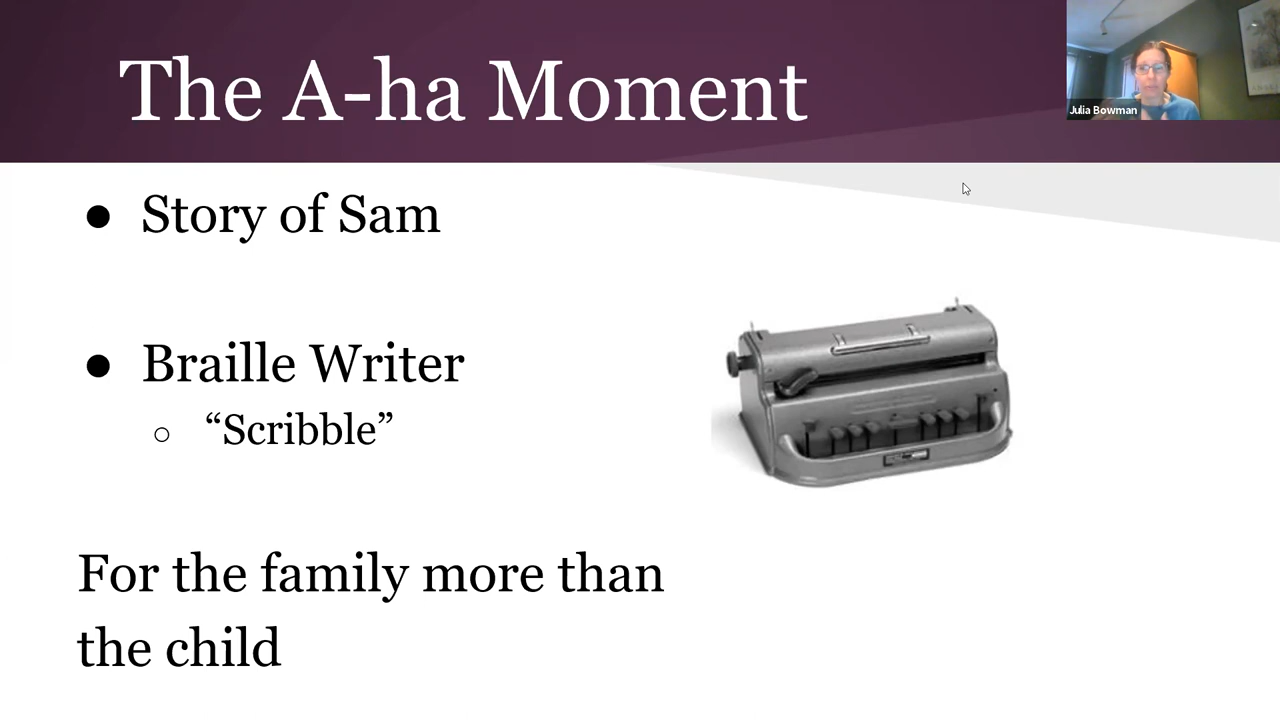 The A-ha Moment
Julia Bowman
● Story of Sam
● Braille Writer
○ “Scribble”
For the family more than
the child